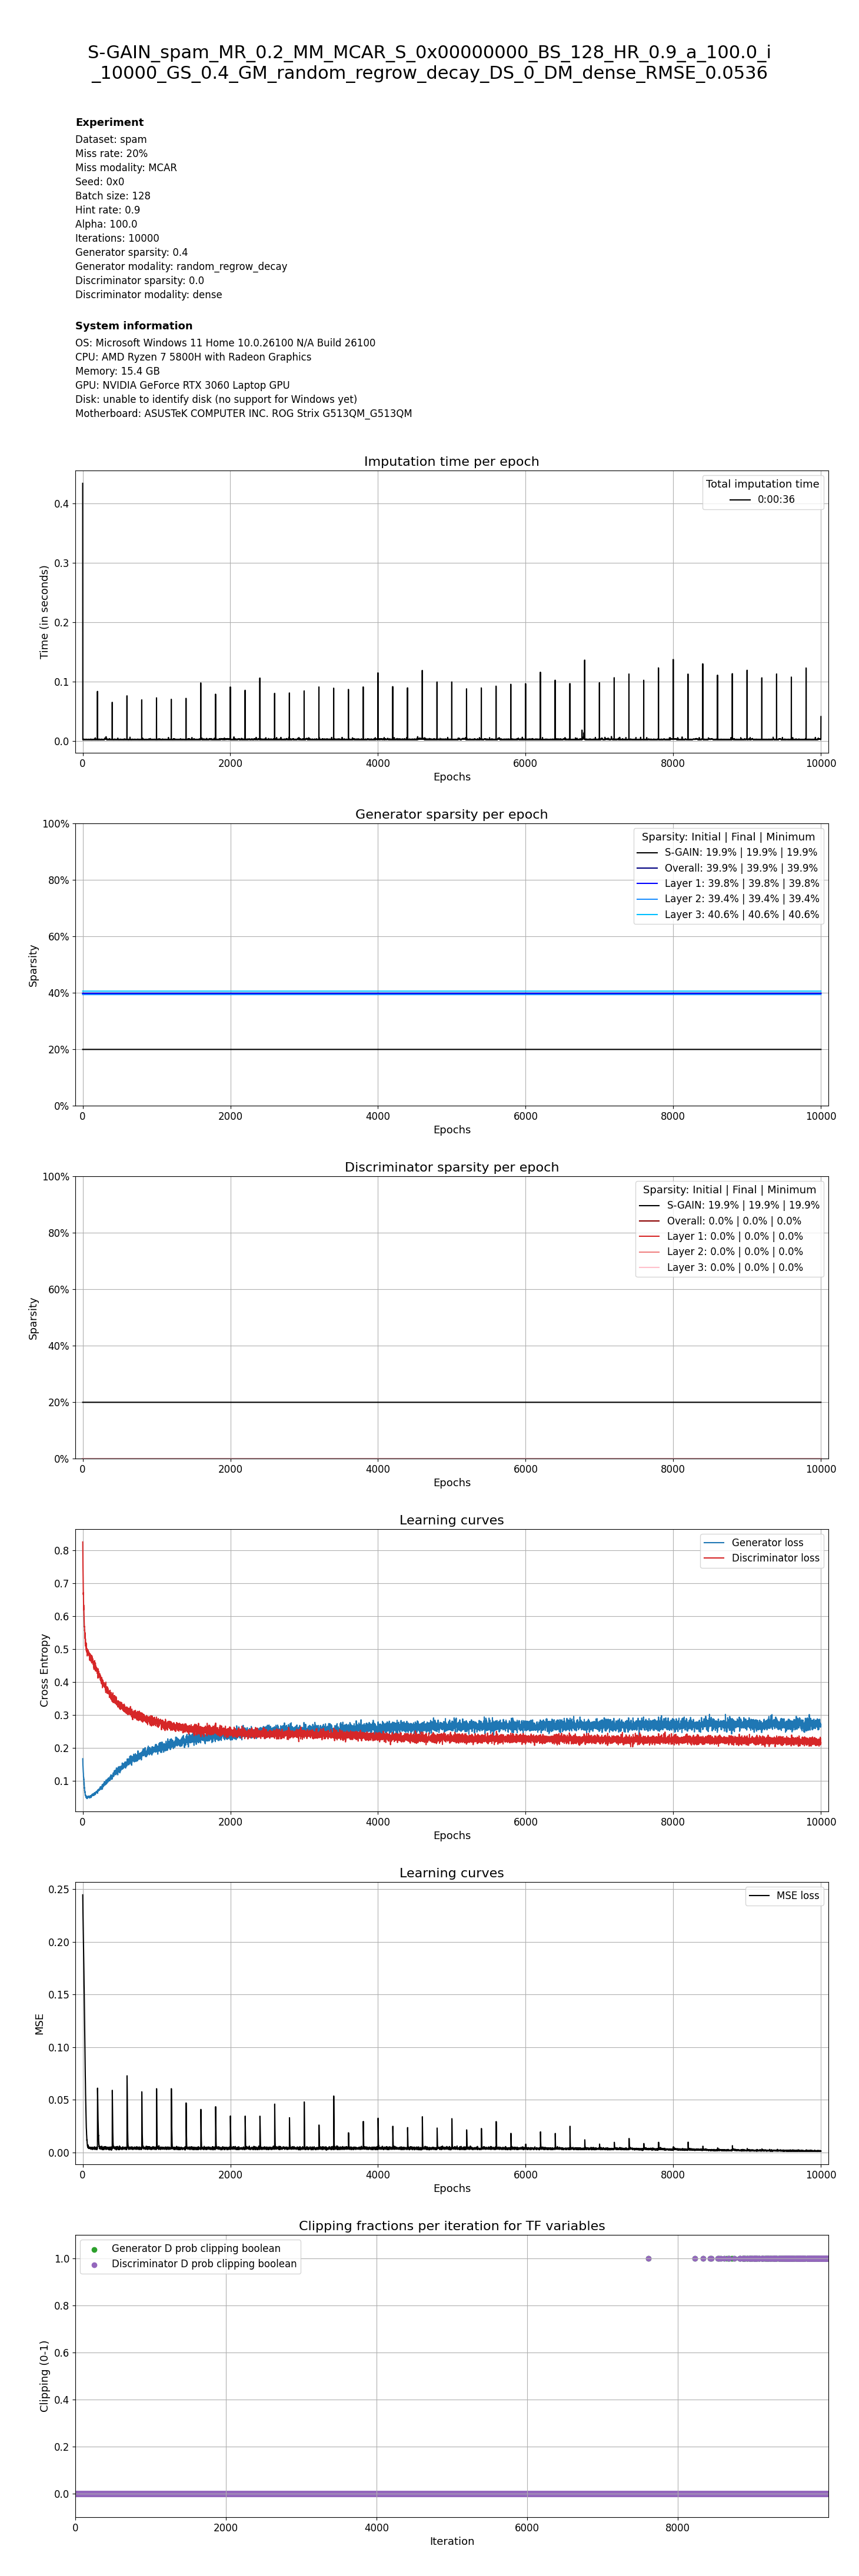 S-GAIN_spam_MR_0.2_MM_MCAR_S_0x00000000_BS_128_HR_0.9_a_100.0_i
_10000_GS_0.4_GM_random_regrow_decay_DS_0_DM_dense_RMSE_0.0536
Experiment
Dataset: spam
Miss rate: 20%
Miss modality: MCAR
Seed: 0x0
Batch size: 128
Hint rate: 0.9
Alpha: 100.0
Iterations: 10000
Generator sparsity: 0.4
Generator modality: random_regrow_decay
Discriminator sparsity: 0.0
Discriminator modality: dense
System information
OS: Microsoft Windows 11 Home 10.0.26100 N/A Build 26100
CPU: AMD Ryzen 7 5800H with Radeon Graphics
Memory: 15.4 GB
GPU: NVIDIA GeForce RTX 3060 Laptop GPU
Disk: unable to identify disk (no support for Windows yet)
Motherboard: ASUSTeK COMPUTER INC. ROG Strix G513QM_G513QM
Imputation time per epoch
Total imputation time
0:00:36
Time (in seconds)
0.4
0.3
0.2
0.1
0.0
0 2000 4000 6000 8000 10000
Epochs
Generator sparsity per epoch
Sparsity: Initial | Final | Minimum
S-GAIN: 19.9% | 19.9% | 19.9%
Overall: 39.9% | 39.9% | 39.9%
Layer 1: 39.8% | 39.8% | 39.8%
Layer 2: 39.4% | 39.4% | 39.4%
Layer 3: 40.6% | 40.6% | 40.6%
Sparsity
100%
80%
60%
40%
20%
0%
0 2000 4000 6000 8000 10000
Epochs
Discriminator sparsity per epoch
Sparsity: Initial | Final | Minimum
S-GAIN: 19.9% | 19.9% | 19.9%
Overall: 0.0% | 0.0% | 0.0%
Layer 1: 0.0% | 0.0% | 0.0%
Layer 2: 0.0% | 0.0% | 0.0%
Layer 3: 0.0% | 0.0% | 0.0%
Sparsity
100%
80%
60%
40%
20%
0%
0 2000 4000 6000 8000 10000
Epochs
Learning curves
Generator loss
Discriminator loss
Cross Entropy
0.8
0.7
0.6
0.5
0.4
0.3
0.2
0.1
0 2000 4000 6000 8000 10000
Epochs
Learning curves
MSE loss
MSE
0.25
0.20
0.15
0.10
0.05
0.00
0 2000 4000 6000 8000 10000
Epochs
Clipping fractions per iteration for TF variables
Generator D prob clipping boolean
Discriminator D prob clipping boolean
Clipping (0-1)
1.0
0.8
0.6
0.4
0.2
0.0
0 2000 4000 6000 8000
Iteration